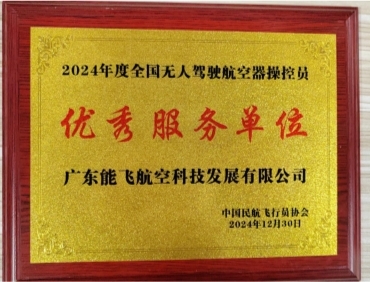 2024年度全国无人驾驶航空器操控员
优秀服务单位
广东能飞航空科技发展有限公司
中国民航飞行员协会
2024年12月30日